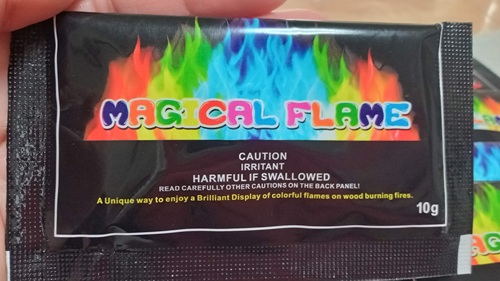 MAGICAL FLAME
CAUTION
IRRITANT
HARMFUL IF SWALLOWED
READ CAREFULLY OTHER CAUTIONS ON THE BACK PANEL!
A Unique way to enjoy a Brilliant Display of colorful flames on wood burning fires.
10g